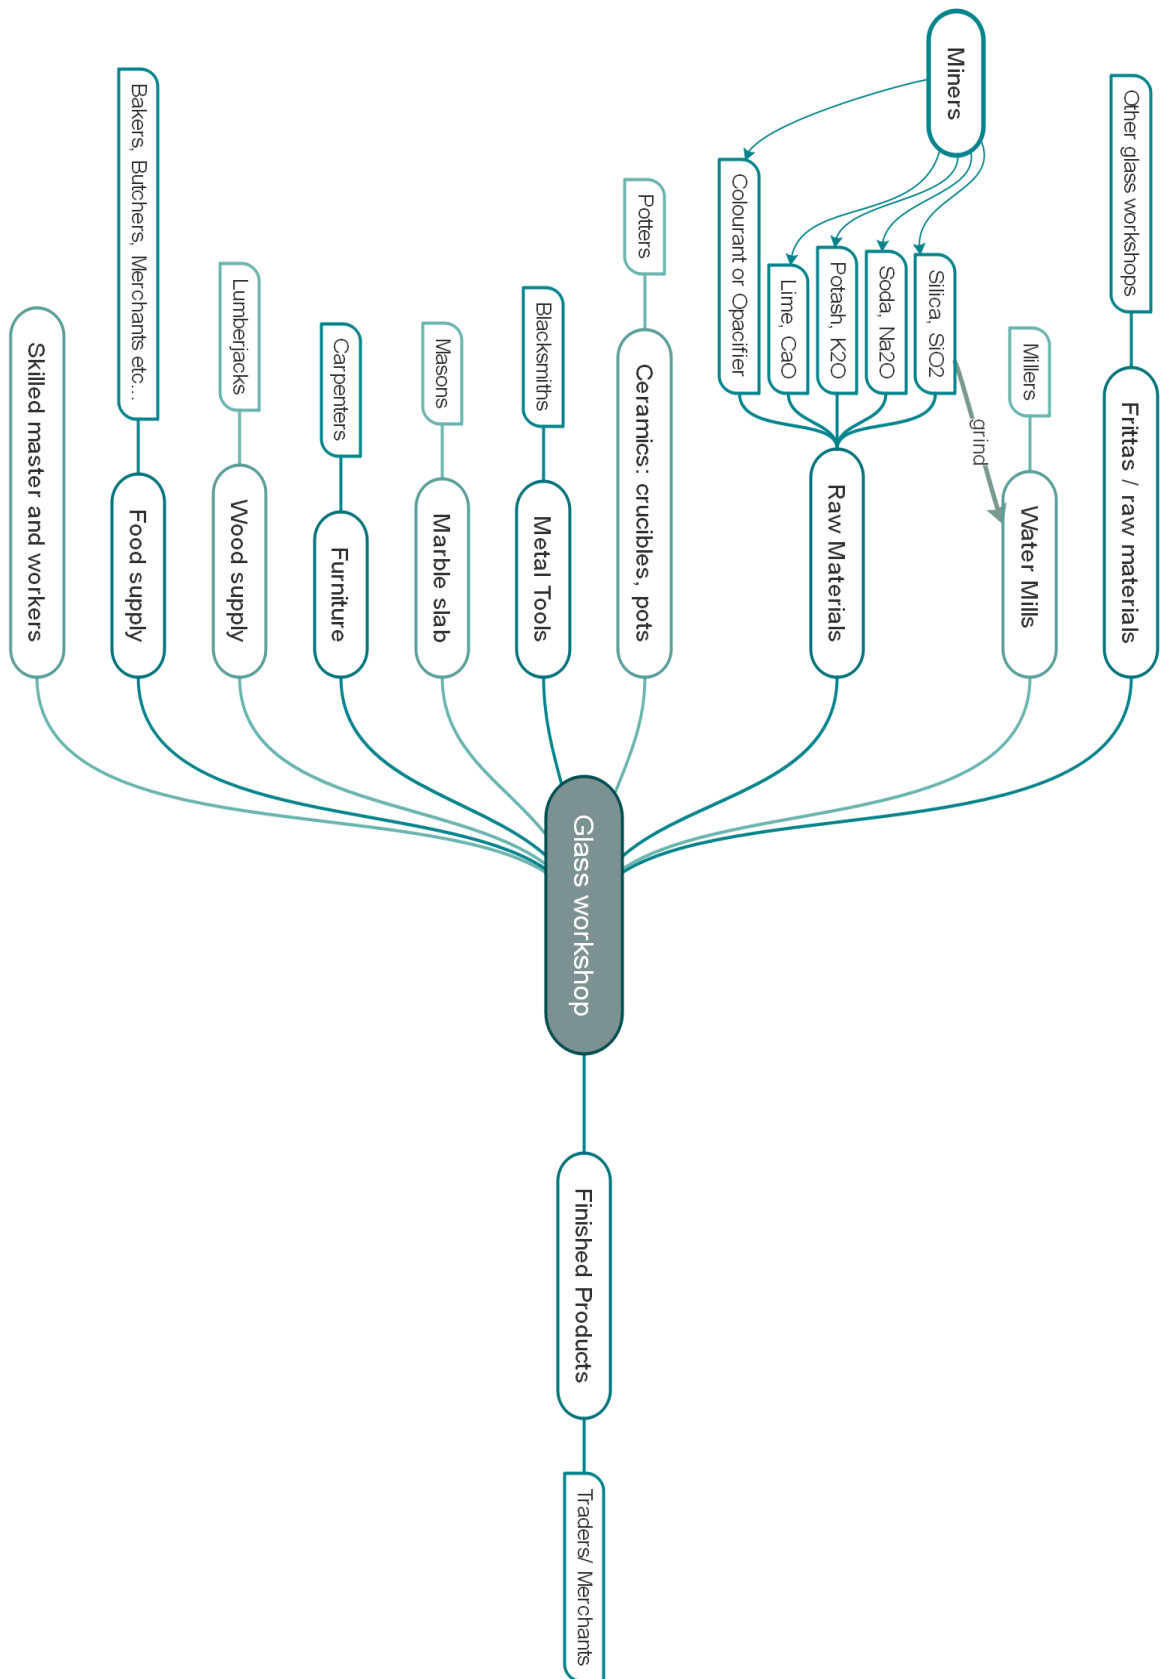 Other glass workshops
Frittas / raw materials
Millers
Water Mills
grind
Miners
Silica, SiO2
Soda, Na2O
Potash, K2O
Lime, CaO
Colourant or Opacifier
Raw Materials
Potters
Ceramics: crucibles, pots
Blacksmiths
Metal Tools
Masons
Marble slab
Carpenters
Furniture
Lumberjacks
Wood supply
Bakers, Butchers, Merchants etc...
Food supply
Skilled master and workers
Glass workshop
Finished Products
Traders/ Merchants